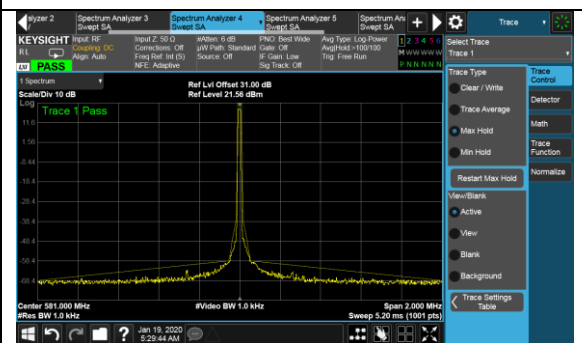 alyzer 2
Spectrum Analyzer 3
Swept SA
Spectrum Analyzer 4
Swept SA
Spectrum Analyzer 5
Swept SA
Spectrum An
Swept SA
Trace
KEYSIGHT
RL
LXI
PASS
Input: RF
Coupling: DC
Align: Auto
Input Z: 50 Ω
Corrections: Off
Freq Ref: Int (S)
NFE: Adaptive
#Atten: 6 dB
µW Path: Standard
Source: Off
PNO: Best Wide
Gate: Off
IF Gain: Low
Sig Track: Off
Avg Type: Log-Power
Avg|Hold:>100/100
Trig: Free Run
1 2 3 4 5 6
M W W W W W
P N N N N N
1 Spectrum
Scale/Div 10 dB
Log
Ref Lvl Offset 31.00 dB
Ref Level 21.56 dBm
Trace 1 Pass
11.6
1.56
-8.44
-18.4
-28.4
-38.4
-48.4
-58.4
-68.4
Center 581.000 MHz
#Res BW 1.0 kHz
#Video BW 1.0 kHz
Span 2.000 MHz
Sweep 5.20 ms (1001 pts)
Jan 19, 2020
5:29:44 AM
Select Trace
Trace 1
Trace Type
Clear / Write
Trace Average
Max Hold
Min Hold
Restart Max Hold
View/Blank
Active
View
Blank
Background
Trace Settings
Table
Trace
Control
Detector
Math
Trace
Function
Normalize